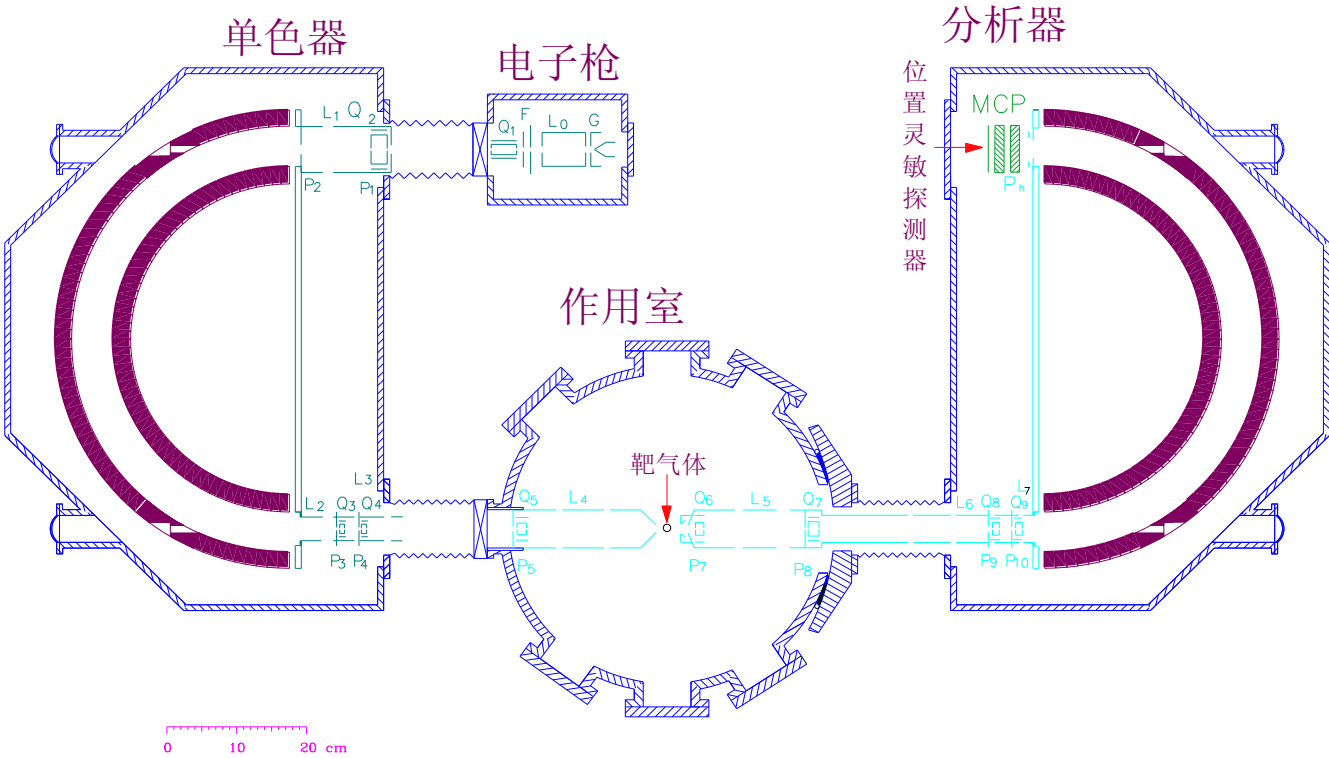 单色器
电子枪
分析器
位置灵敏探测器
MCP
L1 Q2
P2 P1
Q1 F L0 G
Ph
作用室
靶气体
L3
L2 Q3 Q4
P3 P4
Q5 L4 Q6 L5 Q7
P5 P7 P8
L7
L6 Q8 Q9
P9 P10
0 10 20 cm